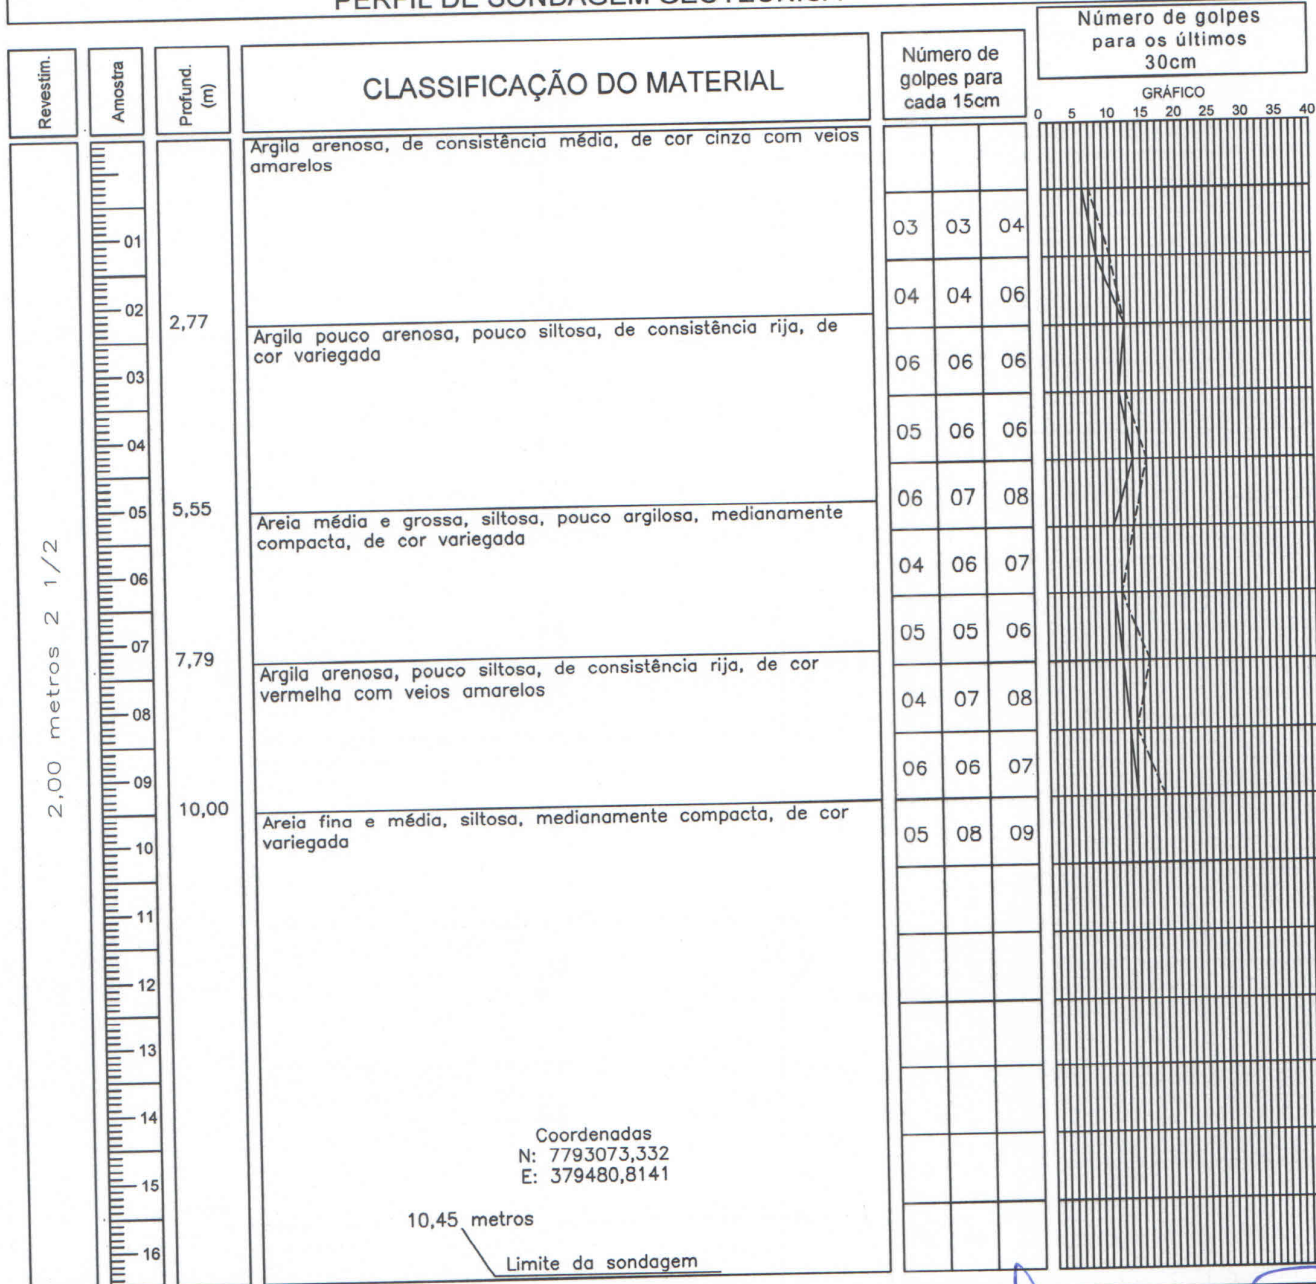 PERFIL DE SONDAGEM GEOTÉCNICA
Revestim.
Amostra
Profund.
(m)
CLASSIFICAÇÃO DO MATERIAL
Número de
golpes para
cada 15cm
Número de golpes
para os últimos
30cm
GRÁFICO
0 5 10 15 20 25 30 35 40
2,00 metros 2 1/2
Argila arenosa, de consistência média, de cor cinza com veios
amarelos
01
03 03 04
02
04 04 06
2,77
Argila pouco arenosa, pouco siltosa, de consistência rija, de
cor variegada
03
06 06 06
04
05 06 06
05
06 07 08
5,55
Areia média e grossa, siltosa, pouco argilosa, medianamente
compacta, de cor variegada
06
04 06 07
07
05 05 06
7,79
Argila arenosa, pouco siltosa, de consistência rija, de cor
vermelha com veios amarelos
08
04 07 08
09
06 06 07
10,00
Areia fina e média, siltosa, medianamente compacta, de cor
variegada
10
05 08 09
11
12
13
14
Coordenadas
N: 7793073,332
E: 379480,8141
15
10,45 metros
16
Limite da sondagem